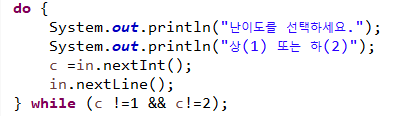 do {
    System.out.println("난이도를 선택하세요.");
    System.out.println("상(1) 또는 하(2)");
    c =in.nextInt();
    in.nextLine();
} while (c !=1 && c!=2);